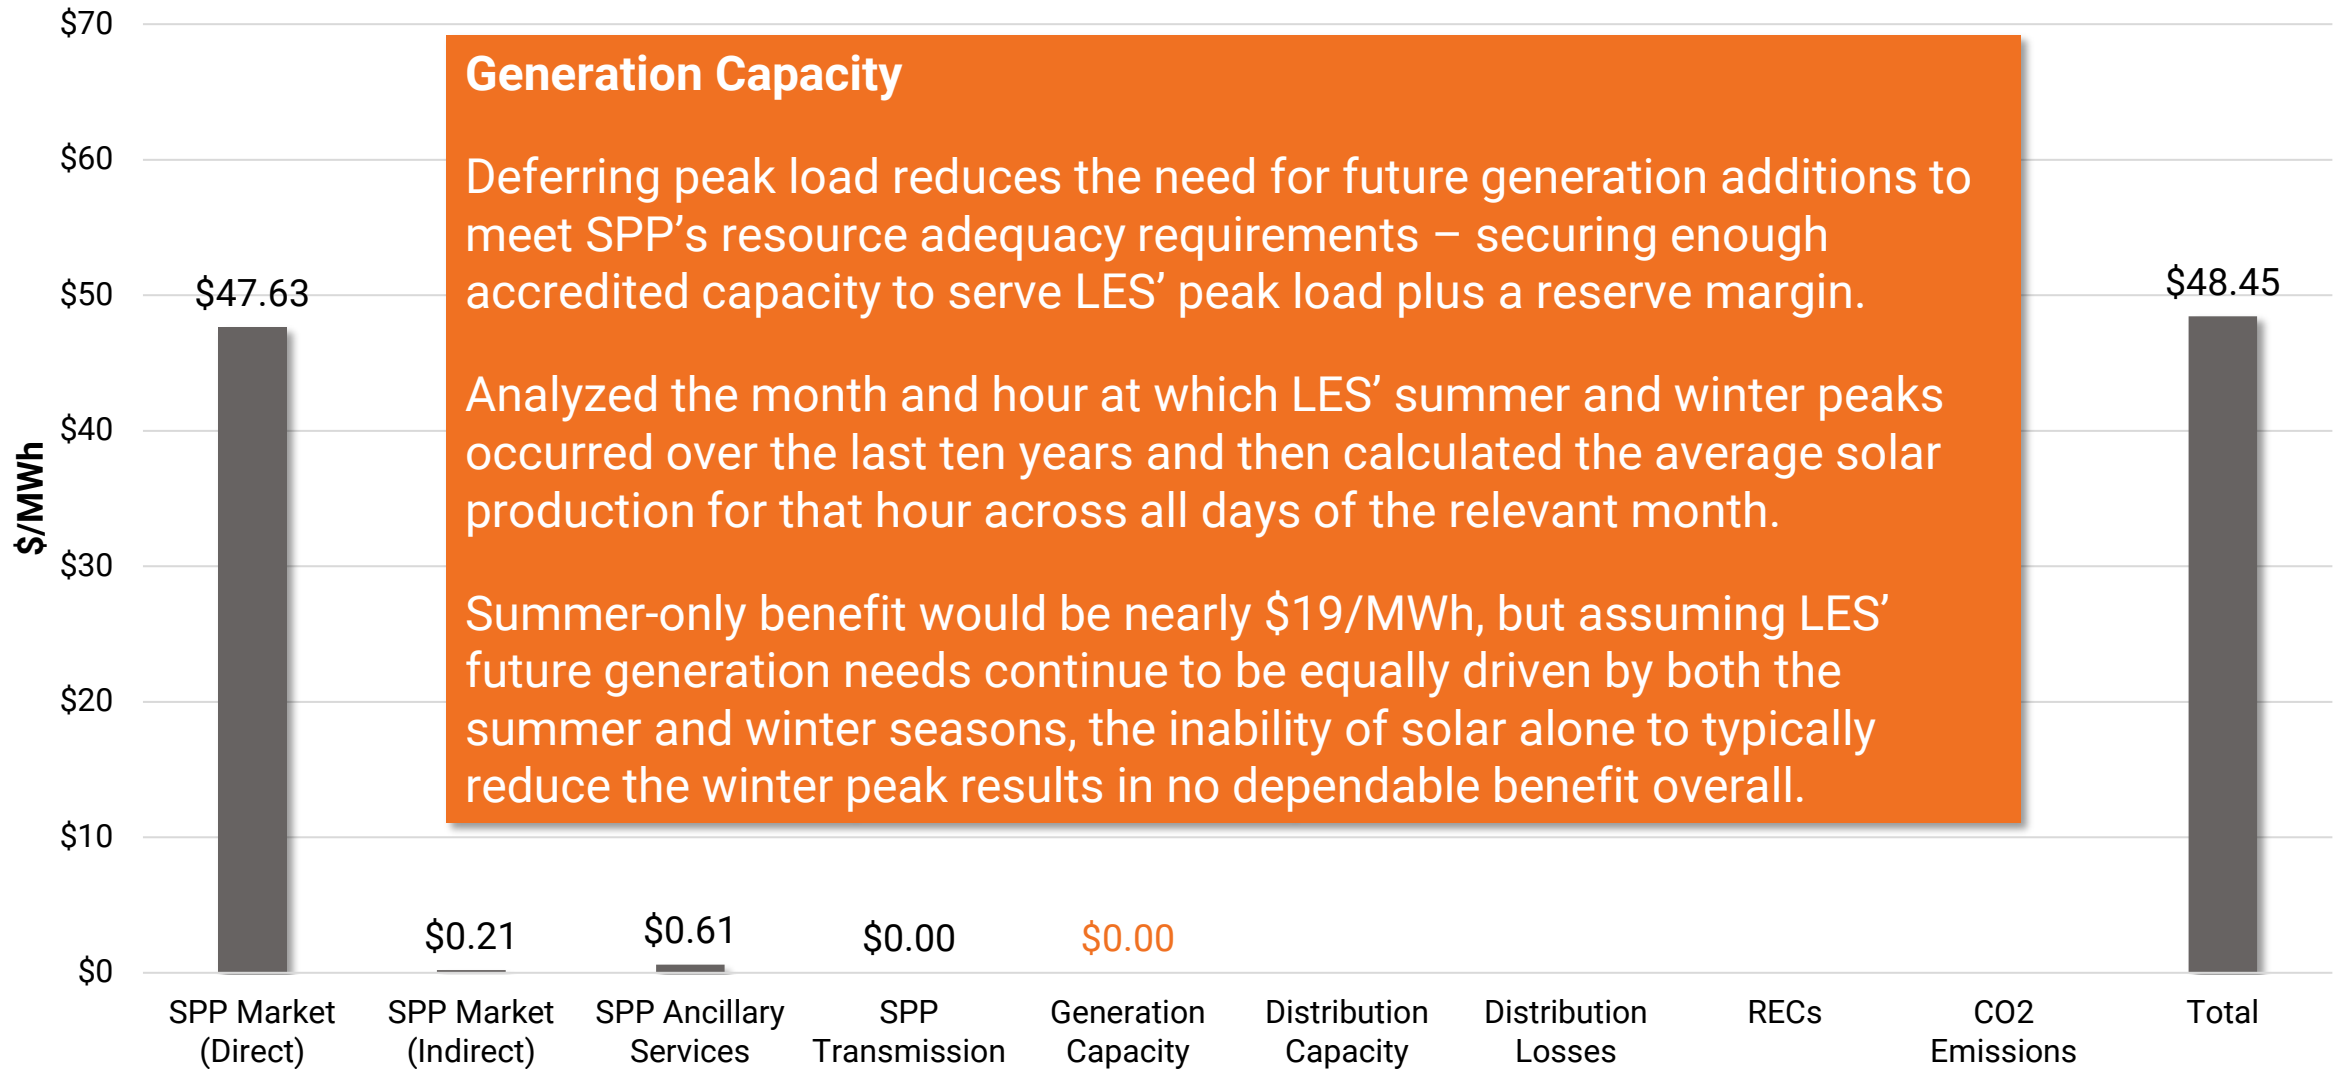 $70
$60
$50
$40
$30
$20
$10
$0
$/MWh
Generation Capacity
Deferring peak load reduces the need for future generation additions to
meet SPP’s resource adequacy requirements – securing enough
accredited capacity to serve LES’ peak load plus a reserve margin.
Analyzed the month and hour at which LES’ summer and winter peaks
occurred over the last ten years and then calculated the average solar
production for that hour across all days of the relevant month.
Summer-only benefit would be nearly $19/MWh, but assuming LES’
future generation needs continue to be equally driven by both the
summer and winter seasons, the inability of solar alone to typically
reduce the winter peak results in no dependable benefit overall.
$47.63
$0.21
$0.61
$0.00
$0.00
$48.45
SPP Market
(Direct)
SPP Market
(Indirect)
SPP Ancillary
Services
SPP
Transmission
Generation
Capacity
Distribution
Capacity
Distribution
Losses
RECs
CO2
Emissions
Total